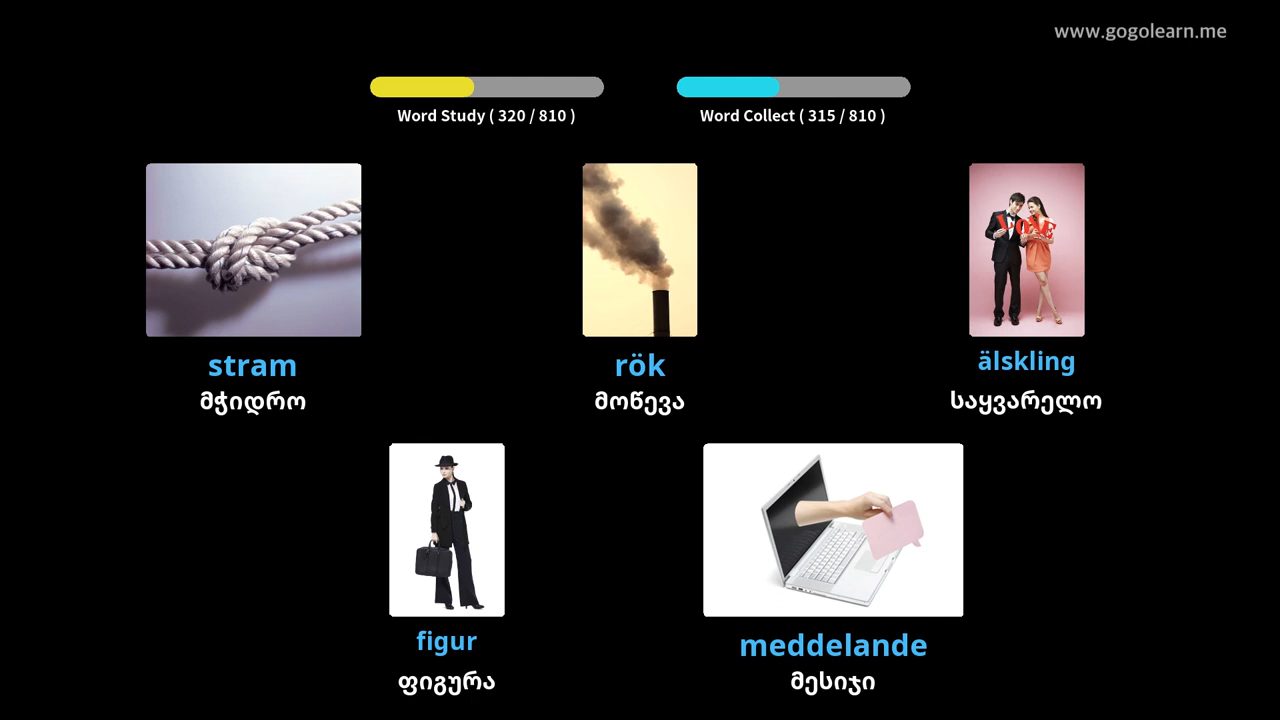 www.gogolearn.me
Word Study ( 320 / 810 )
Word Collect ( 315 / 810 )
LOVE
stram
მჭიდრო
rök
მოწევა
älskling
საყვარელო
figur
ფიგურა
meddelande
მესიჯი